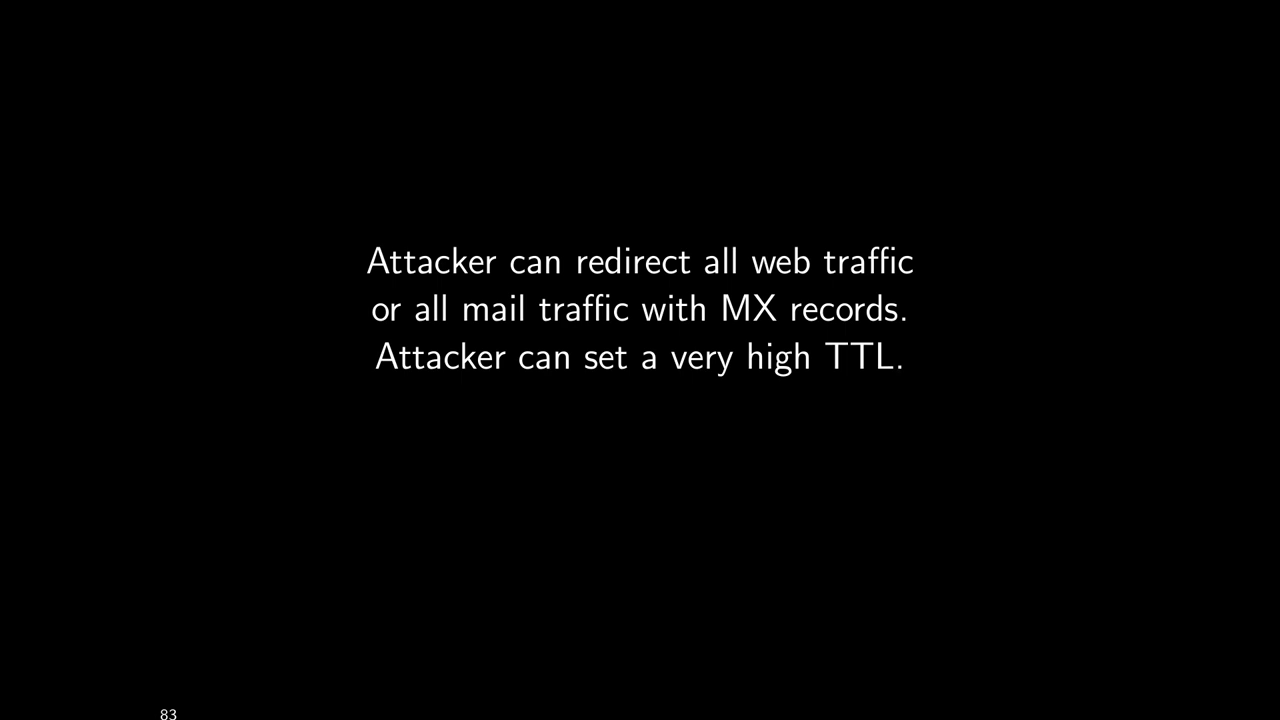 Attacker can redirect all web traffic
or all mail traffic with MX records.
Attacker can set a very high TTL.
83